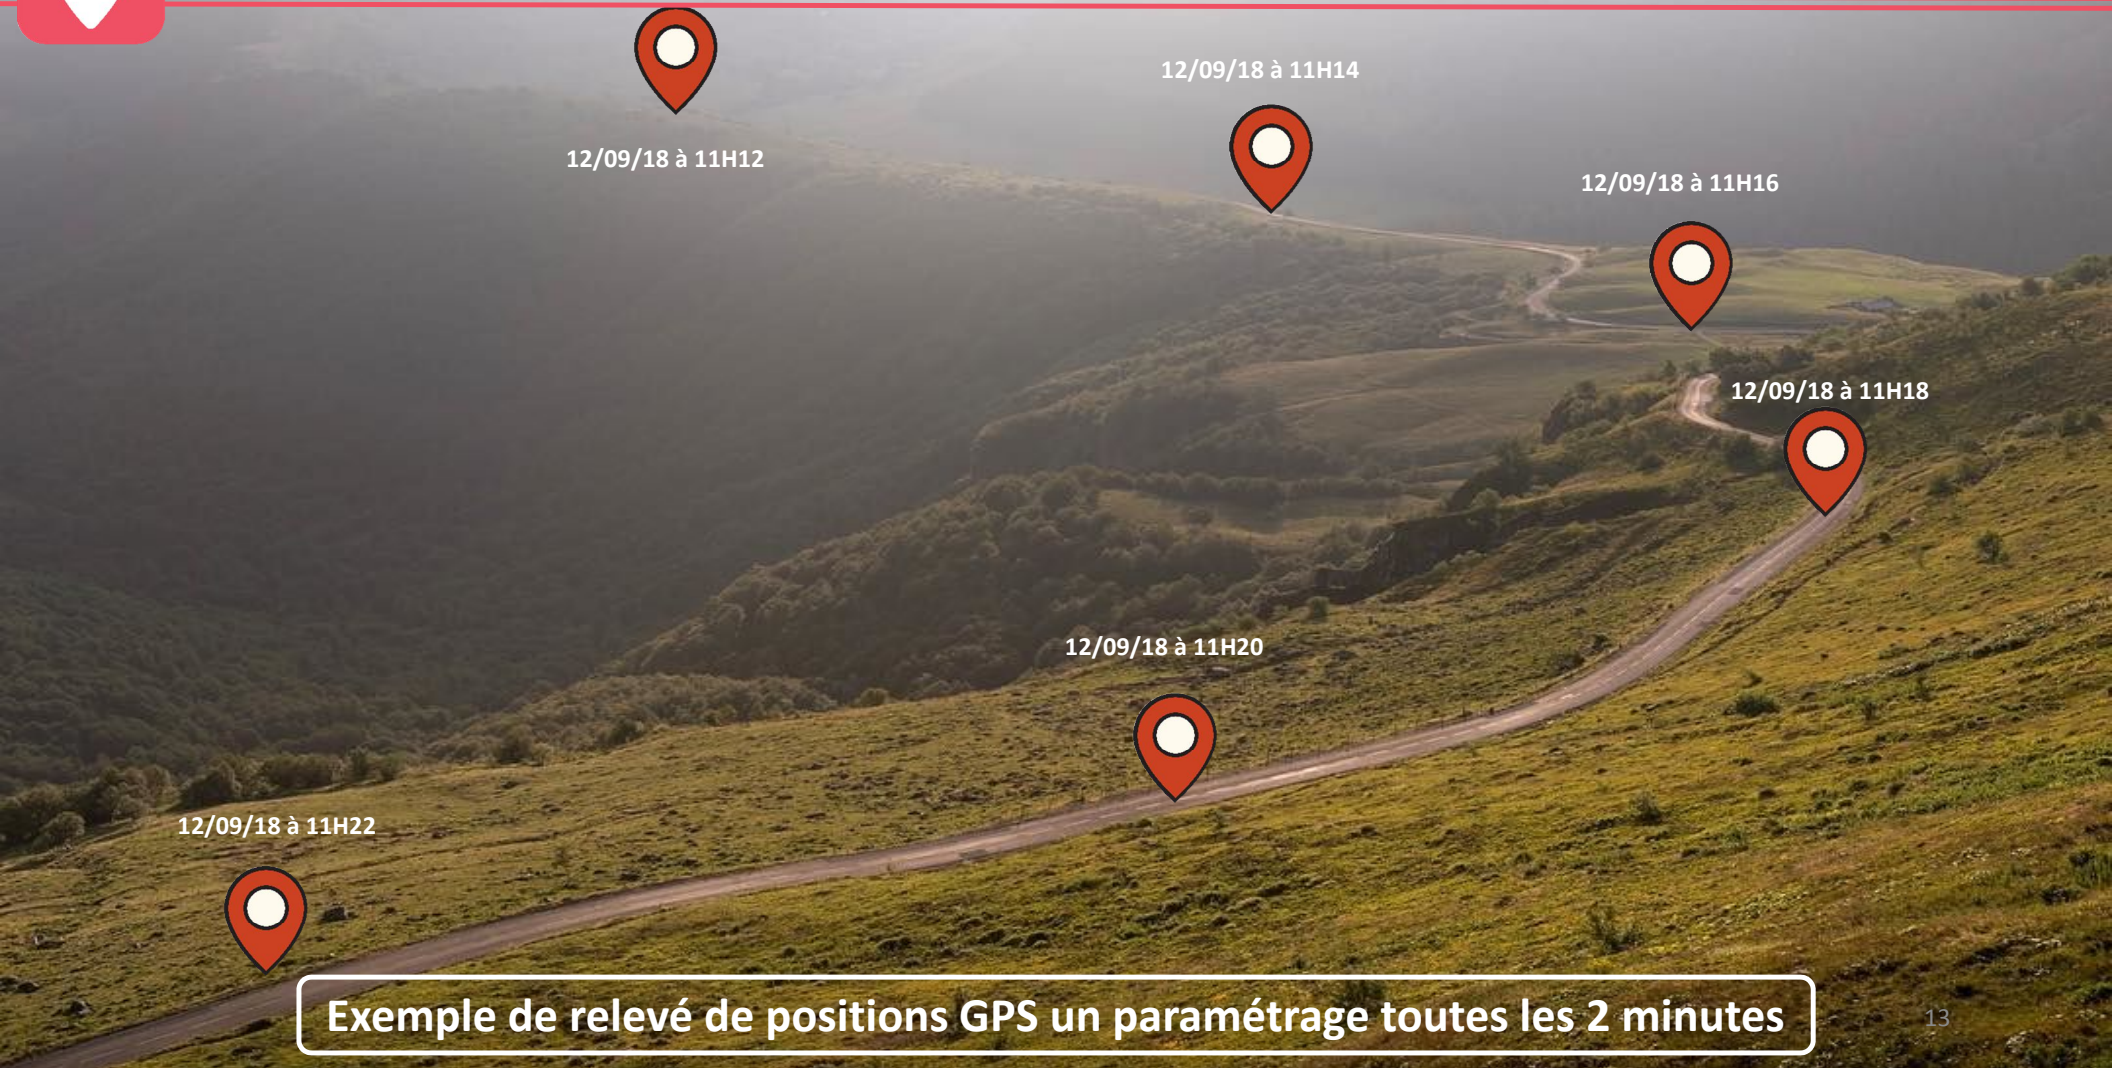 12/09/18 à 11H14
12/09/18 à 11H12
12/09/18 à 11H16
12/09/18 à 11H18
12/09/18 à 11H20
12/09/18 à 11H22
Exemple de relevé de positions GPS un paramétrage toutes les 2 minutes
13